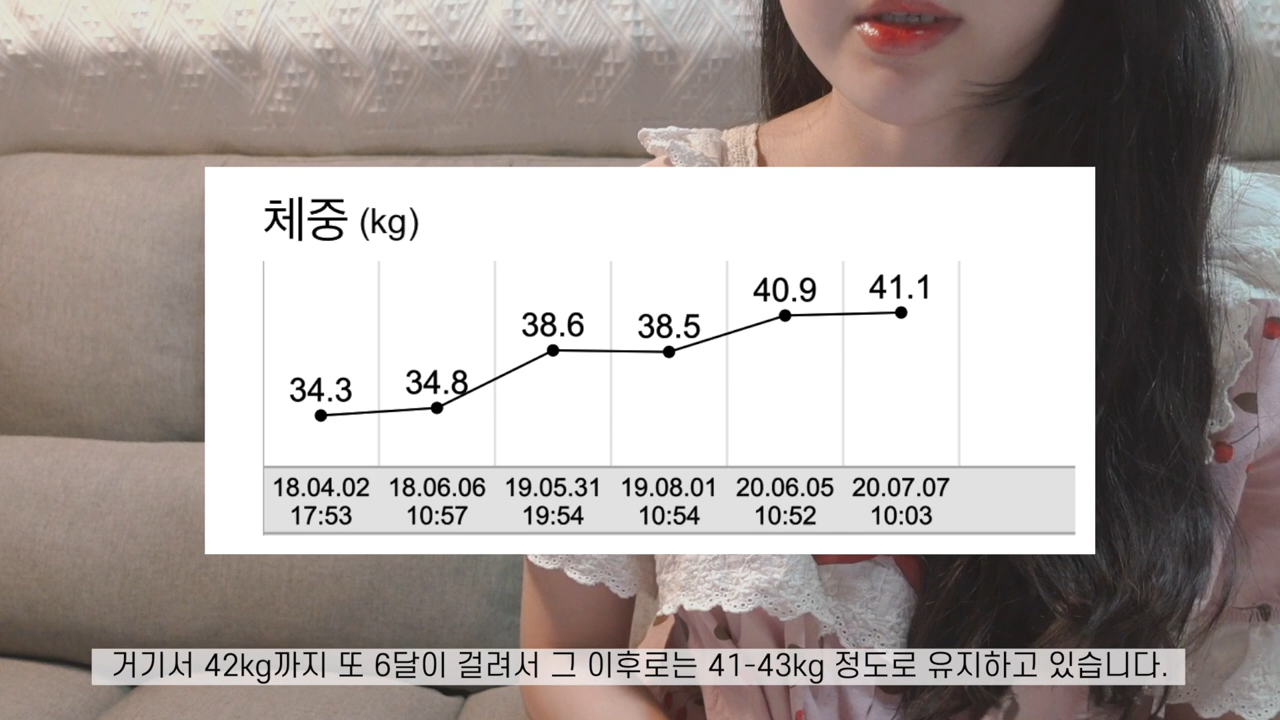 체중 (kg)
34.3 34.8 38.6 38.5 40.9 41.1
18.04.02 18.06.06 19.05.31 19.08.01 20.06.05 20.07.07
17:53 10:57 19:54 10:54 10:52 10:03
거기서 42kg까지 또 6달이 걸려서 그 이후로는 41-43kg 정도로 유지하고 있습니다.